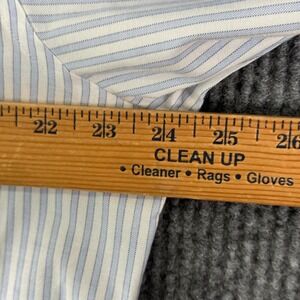 22 23 24 25 26
CLEAN UP
• Cleaner • Rags • Gloves